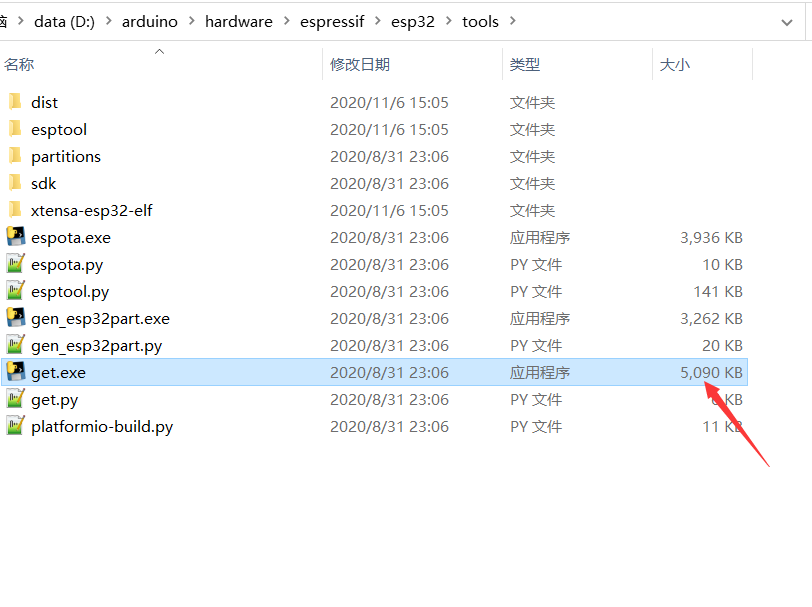 脑 > data (D:) > arduino > hardware > espressif > esp32 > tools >
名称 修改日期 类型 大小
dist 2020/11/6 15:05 文件夹
esptool 2020/11/6 15:05 文件夹
partitions 2020/8/31 23:06 文件夹
sdk 2020/8/31 23:06 文件夹
xtensa-esp32-elf 2020/11/6 15:05 文件夹
espota.exe 2020/8/31 23:06 应用程序 3,936 KB
espota.py 2020/8/31 23:06 PY 文件 10 KB
esptool.py 2020/8/31 23:06 PY 文件 141 KB
gen_esp32part.exe 2020/8/31 23:06 应用程序 3,262 KB
gen_esp32part.py 2020/8/31 23:06 PY 文件 20 KB
get.exe 2020/8/31 23:06 应用程序 5,090 KB
get.py 2020/8/31 23:06 PY 文件 KB
platformio-build.py 2020/8/31 23:06 PY 文件 11 KB